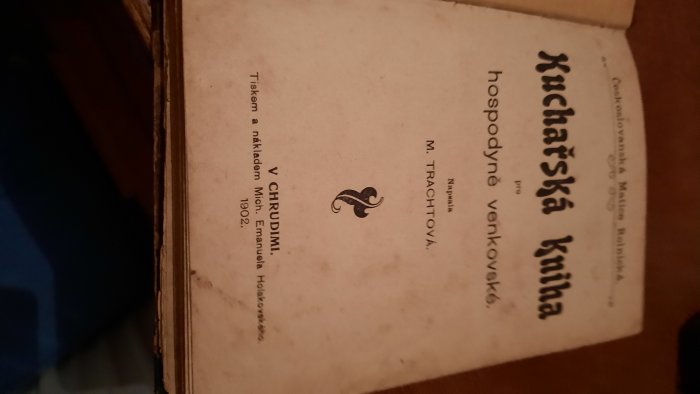 Českoslovanská Matice Rolnická
Kuchařská kniha
pro
hospodyně venkovské.
Napsala
M. TRACHTOVÁ.
V CHRUDIMI.
Tiskem a nákladem Mich. Emanuela Holakovského.
1902.